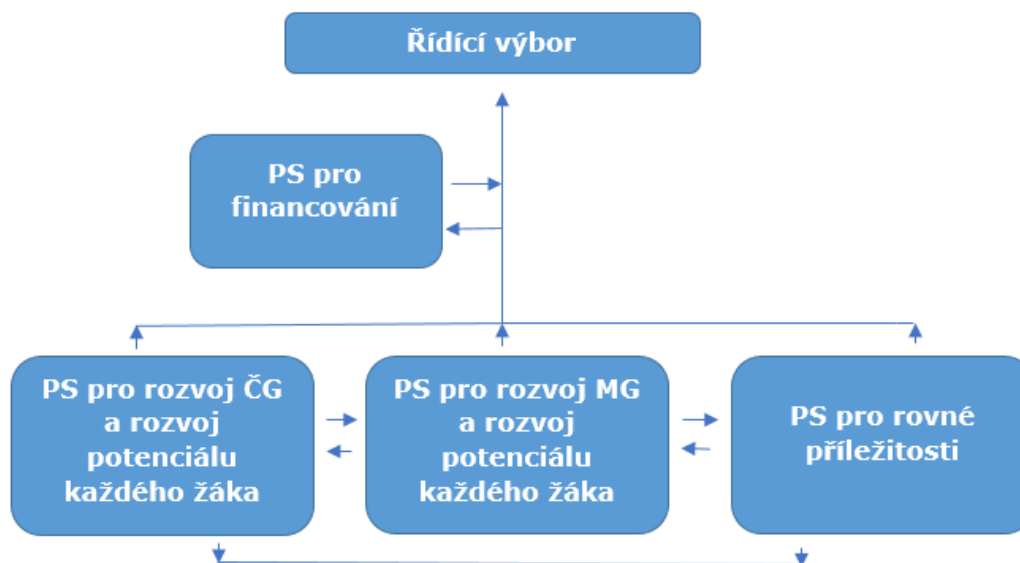 Řídící výbor
PS pro
financování
PS pro rozvoj ČG
a rozvoj
potenciálu
každého žáka
PS pro rozvoj MG
a rozvoj
potenciálu
každého žáka
PS pro rovné
příležitosti